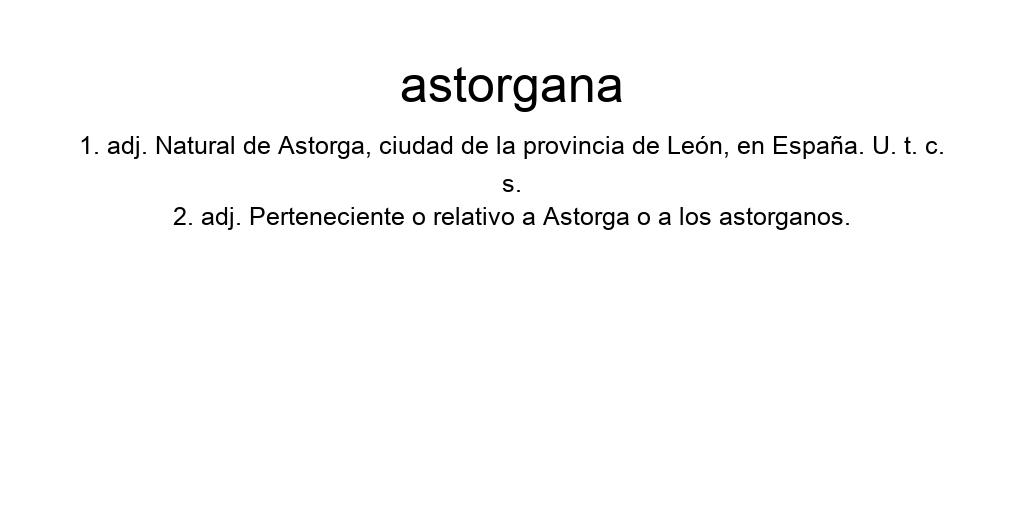 astorgana
1. adj. Natural de Astorga, ciudad de la provincia de León, en España. U. t. c.
s.
2. adj. Perteneciente o relativo a Astorga o a los astorganos.